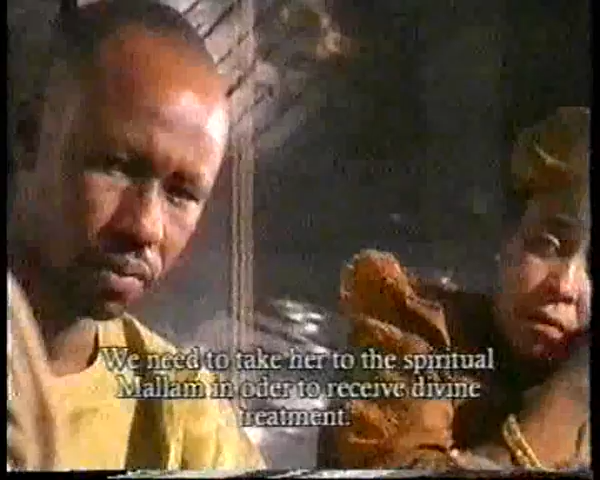 We need to take her to the spiritual
Mallam in oder to receive divine
treatment.